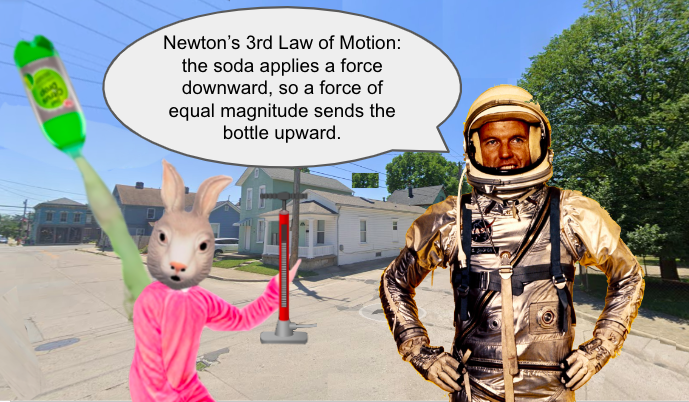 Newton’s 3rd Law of Motion:
the soda applies a force
downward, so a force of
equal magnitude sends the
bottle upward.